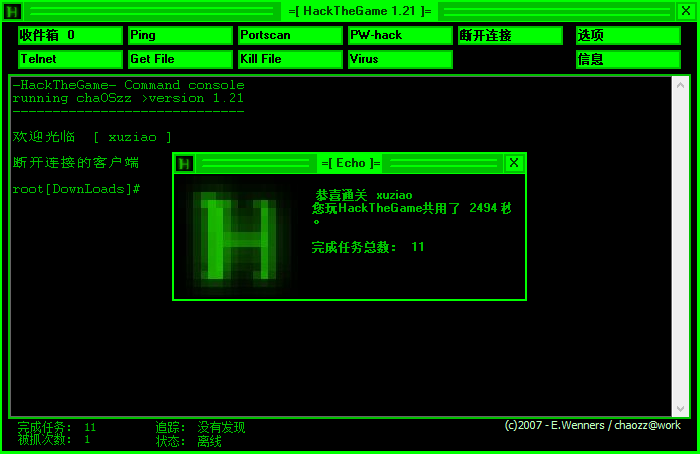 =[ HackTheGame 1.21 ]=
收件箱 0 Ping Portscan PW-hack 断开连接 选项
Telnet Get File Kill File Virus 信息
-HackTheGame- Command console
running chaOSzz >version 1.21
-----------------------------
欢迎光临 [ xuziao ]
断开连接的客户端
root[DownLoads]#
=[ Echo ]=
恭喜通关 xuziao
您玩HackTheGame共用了 2494 秒
。
完成任务总数: 11
完成任务: 11 追踪: 没有发现
被抓次数: 1 状态: 离线
(c)2007 - E.Wenners / chaozz@work